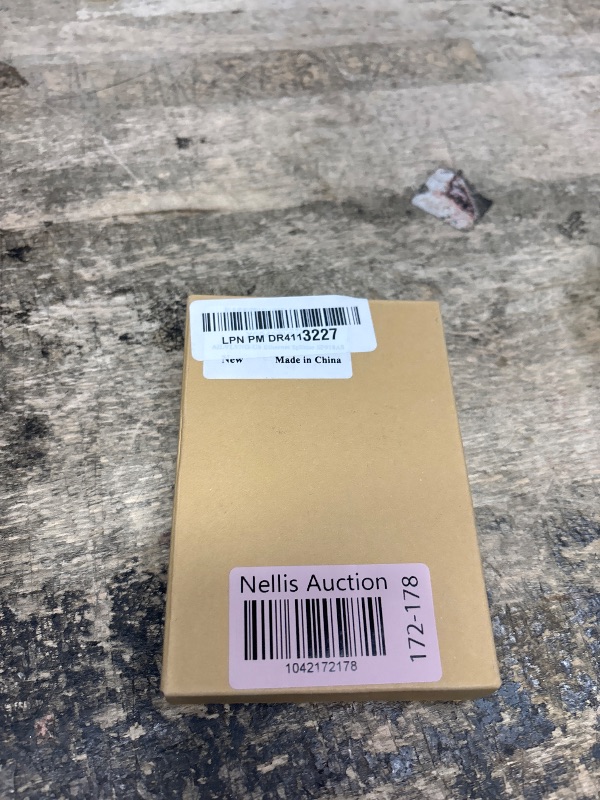 LPN PM DR4113227
New Made in China
Nellis Auction
1042172178
172-178